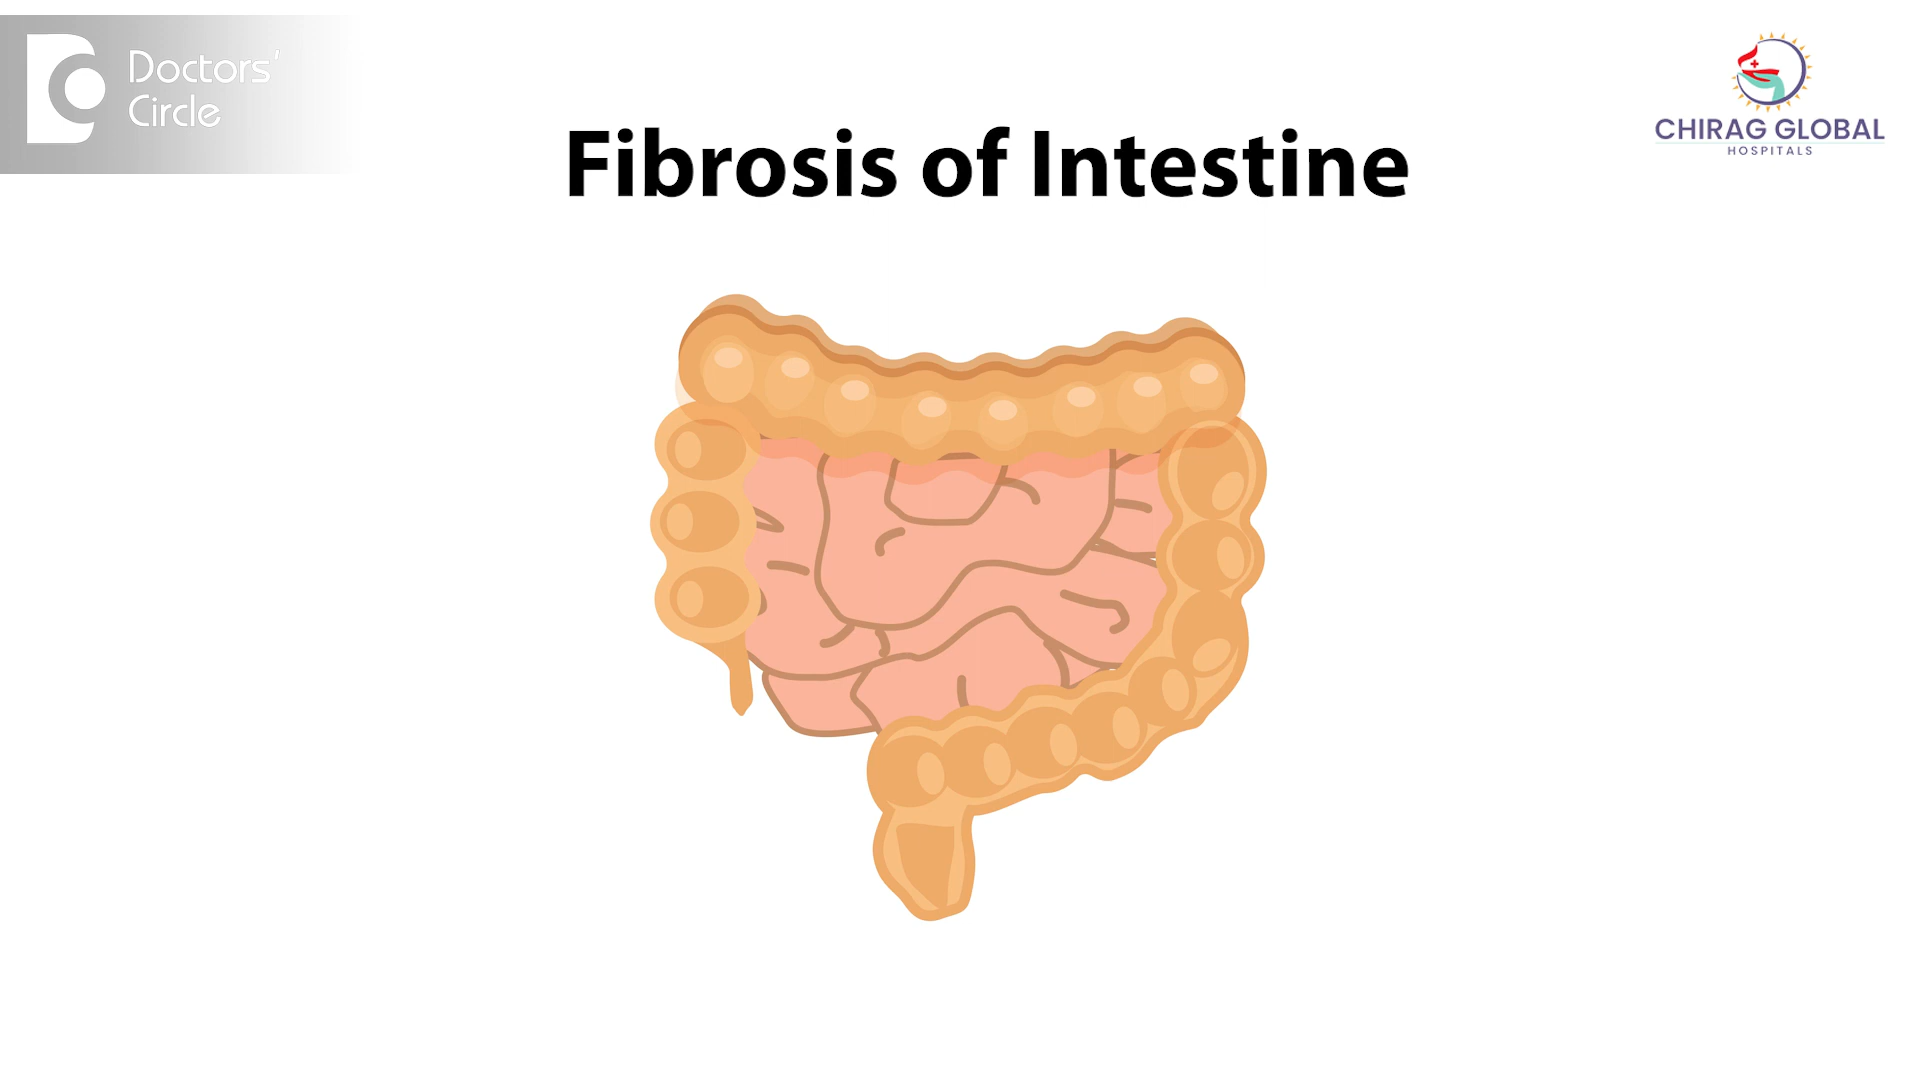 Doctors'
Circle
CHIRAG GLOBAL
HOSPITALS
Fibrosis of Intestine